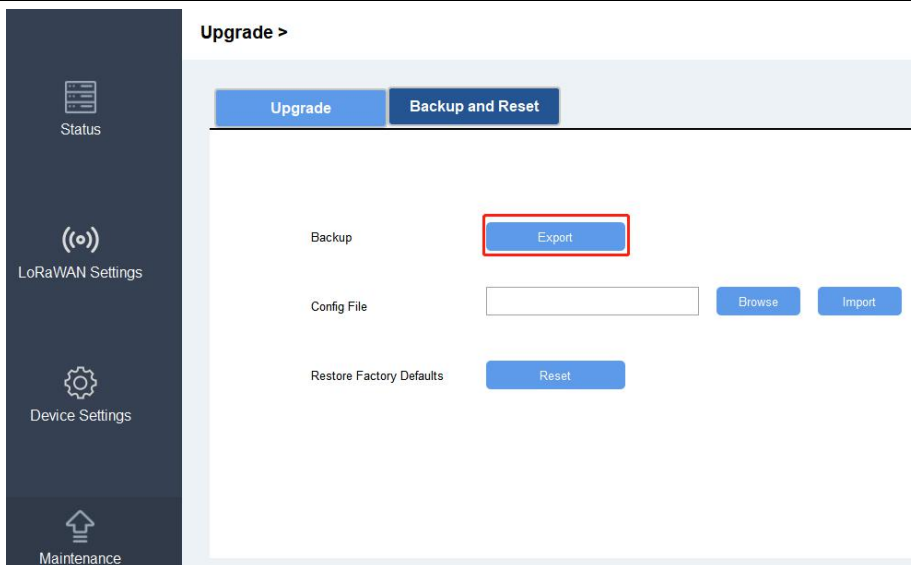 Upgrade >
Status
LoRaWAN Settings
Device Settings
Maintenance
Upgrade
Backup and Reset
Backup
Export
Config File
Browse
Import
Restore Factory Defaults
Reset